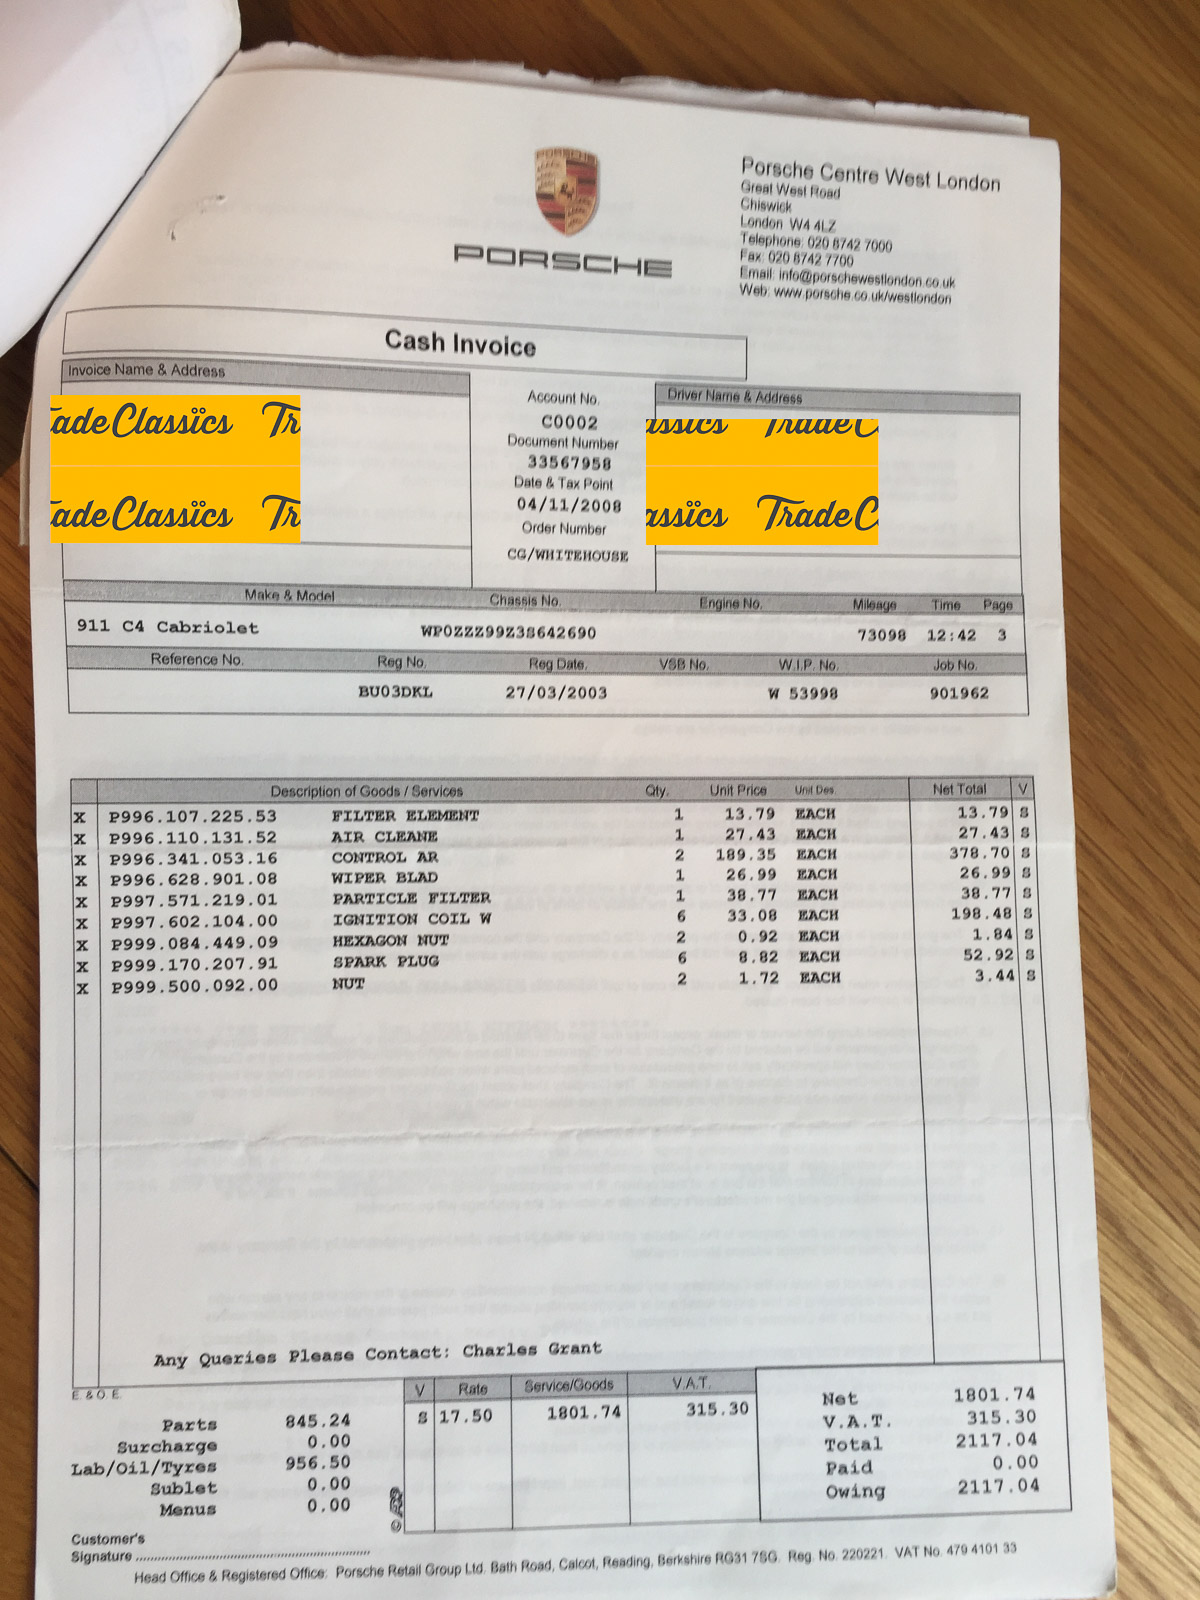 PORSCHE
PORSCHE
Porsche Centre West London
Great West Road
Chiswick
London W4 4LZ
Telephone: 020 8742 7000
Fax: 020 8742 7700
Email: info@porschewestlondon.co.uk
Web: www.porsche.co.uk/westlondon
Cash Invoice
Invoice Name & Address
adeClassïcs Tr
adeClassïcs Tr
Account No.
C0002
Document Number
33567958
Date & Tax Point
04/11/2008
Order Number
CG/WHITEHOUSE
Driver Name & Address
assïcs TradeC
assïcs TradeC
Make & Model Chassis No. Engine No. Mileage Time Page
911 C4 Cabriolet WP0ZZZ99Z3S642690 73098 12:42 3
Reference No. Reg No. Reg Date. VSB No. W.I.P. No. Job No.
BU03DKL 27/03/2003 W 53998 901962
Description of Goods / Services Qty. Unit Price Unit Des. Net Total V
X P996.107.225.53 FILTER ELEMENT 1 13.79 EACH 13.79 S
X P996.110.131.52 AIR CLEANE 1 27.43 EACH 27.43 S
X P996.341.053.16 CONTROL AR 2 189.35 EACH 378.70 S
X P996.628.901.08 WIPER BLAD 1 26.99 EACH 26.99 S
X P997.571.219.01 PARTICLE FILTER 1 38.77 EACH 38.77 S
X P997.602.104.00 IGNITION COIL W 6 33.08 EACH 198.48 S
X P999.084.449.09 HEXAGON NUT 2 0.92 EACH 1.84 S
X P999.170.207.91 SPARK PLUG 6 8.82 EACH 52.92 S
X P999.500.092.00 NUT 2 1.72 EACH 3.44 S
Any Queries Please Contact: Charles Grant
E. & O. E.
Parts 845.24
Surcharge 0.00
Lab/Oil/Tyres 956.50
Sublet 0.00
Menus 0.00
V Rate Service/Goods V.A.T.
S 17.50 1801.74 315.30
Net 1801.74
V.A.T. 315.30
Total 2117.04
Paid 0.00
Owing 2117.04
Customer's
Signature
Head Office & Registered Office: Porsche Retail Group Ltd. Bath Road, Calcot, Reading, Berkshire RG31 7SG. Reg. No. 220221. VAT No. 479 4101 33